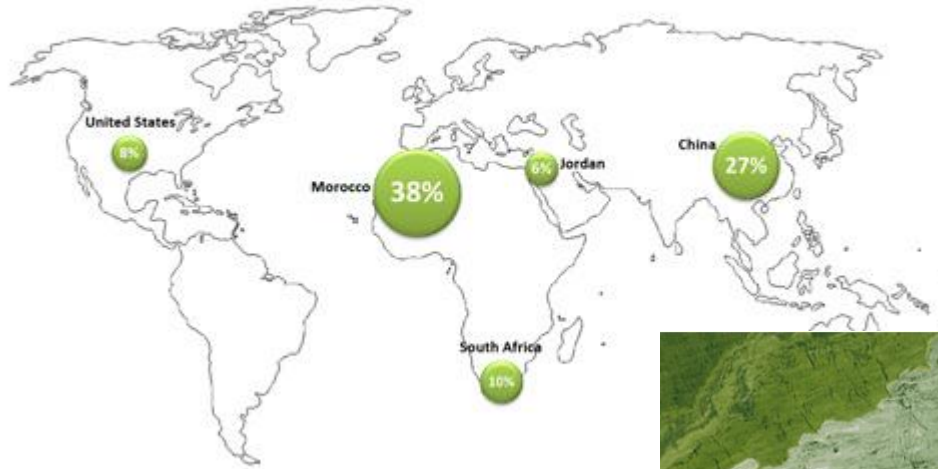 United States
8%
Morocco
38%
6%
Jordan
China
27%
South Africa
10%